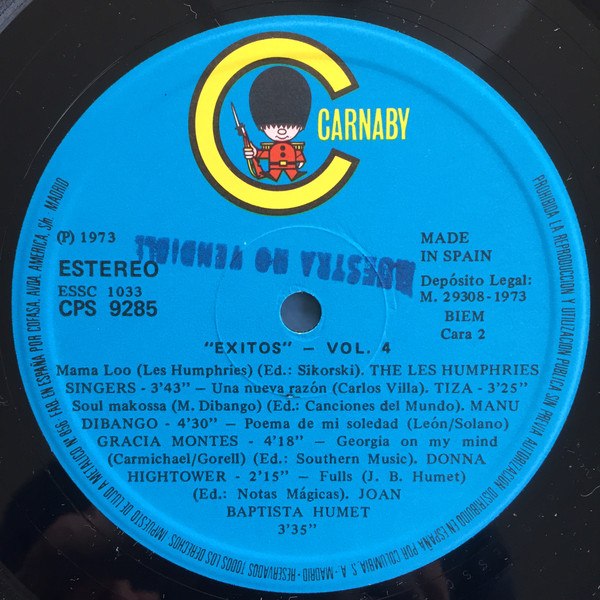 CARNABY
(P) 1973
ESTEREO
ESSC 1033
CPS 9285
MUESTRA NO VENDIBLE
MADE
IN SPAIN
Depósito Legal:
M. 29308-1973
BIEM
Cara 2
"EXITOS" — VOL. 4
Mama Loo (Les Humphries) (Ed.: Sikorski). THE LES HUMPHRIES
SINGERS - 3'43" — Una nueva razón (Carlos Villa). TIZA - 3'25"
Soul makossa (M. Dibango) (Ed.: Canciones del Mundo). MANU
DIBANGO - 4'30" — Poema de mi soledad (León/Solano)
GRACIA MONTES - 4'18" — Georgia on my mind
(Carmichael/Gorell) (Ed.: Southern Music). DONNA
HIGHTOWER - 2'15" — Fulls (J. B. Humet)
(Ed.: Notas Mágicas). JOAN
BAPTISTA HUMET
3'35"
PROHIBIDA LA REPRODUCCION Y UTILIZACION PUBLICA SIN PREVIA AUTORIZACION DISTRIBUIDO EN ESPAÑA POR COLUMBIA, S. A. - MADRID - RESERVADOS TODOS LOS DERECHOS IMPUESTO DE LUJO A METALICO N.º 856 FAB. EN ESPAÑA POR COFASA. AVDA. AMERICA, S/n MADRID